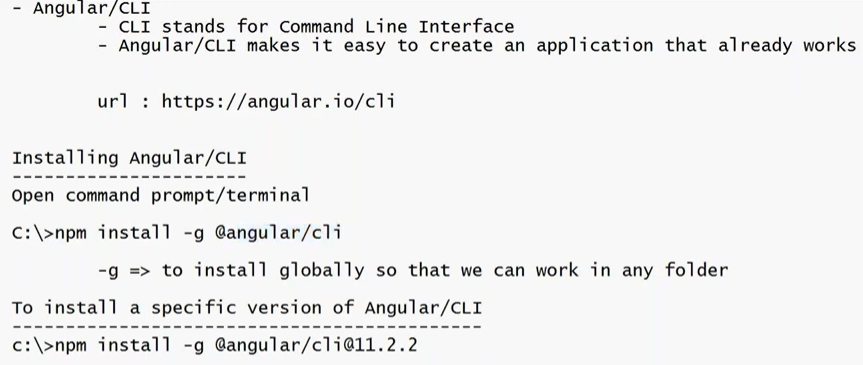 - Angular/CLI
- CLI stands for Command Line Interface
- Angular/CLI makes it easy to create an application that already works
url : https://angular.io/cli
Installing Angular/CLI
----------------------
Open command prompt/terminal
C:\>npm install -g @angular/cli
-g => to install globally so that we can work in any folder
To install a specific version of Angular/CLI
--------------------------------------------
c:\>npm install -g @angular/cli@11.2.2